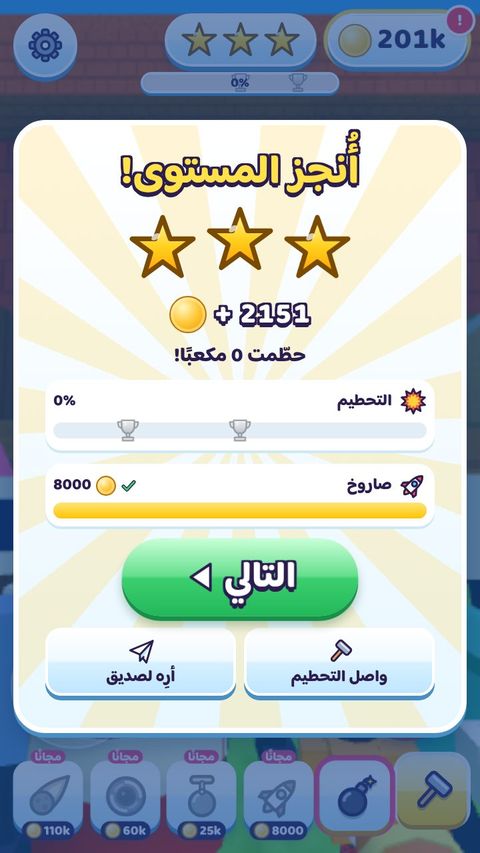 201k
!
0%
أُنجز المستوى!
+ 2151
حطّمت 0 مكعبًا!
التحطيم
0%
صاروخ
8000
التالي
واصل التحطيم
أرِه لصديق
مجانًا
مجانًا
مجانًا
مجانًا
8000
25k
60k
110k